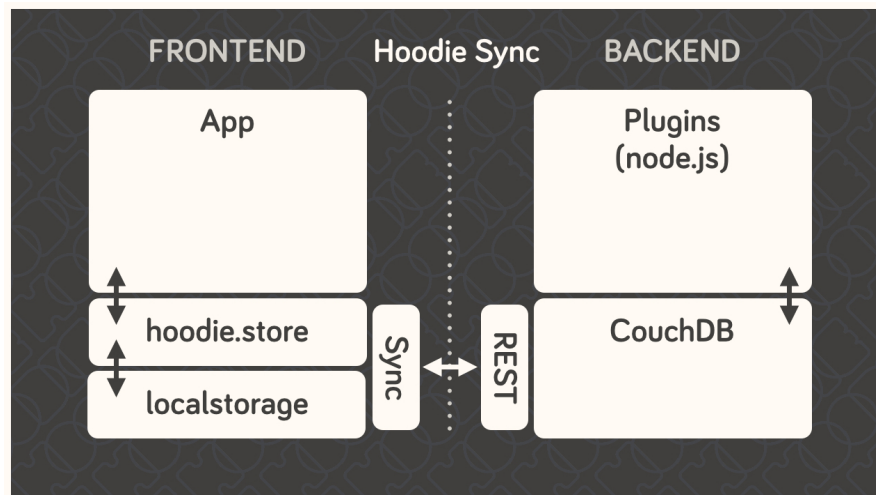 FRONTEND
Hoodie Sync
BACKEND
App
Plugins
(node.js)
hoodie.store
localstorage
Sync
REST
CouchDB